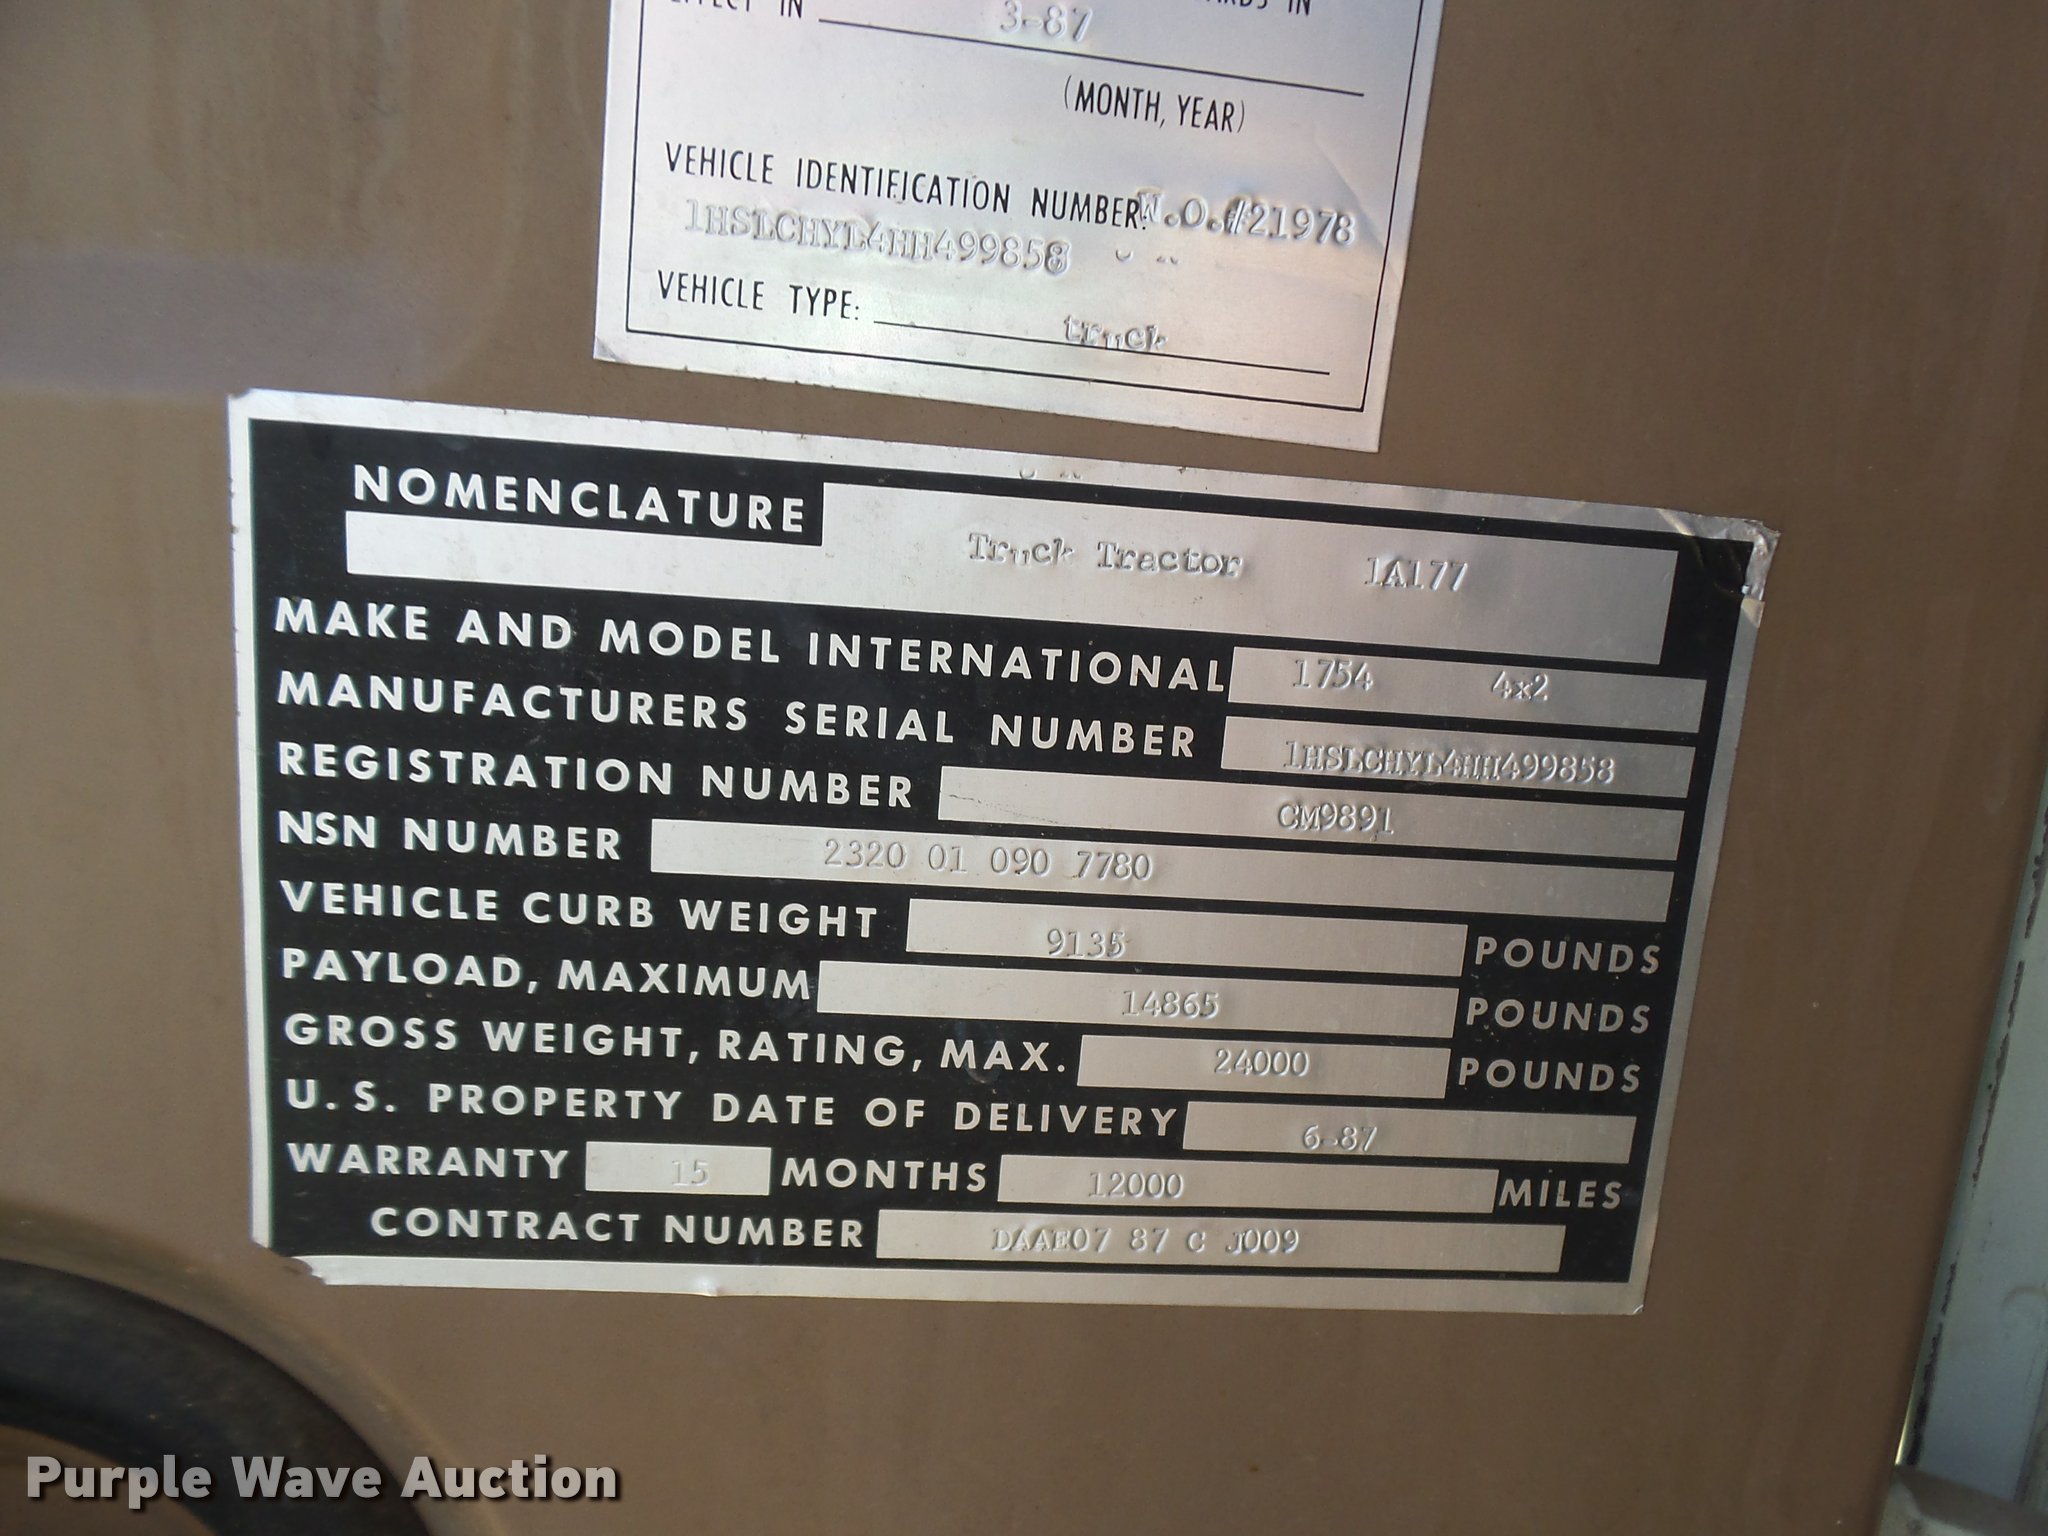 EFFECT IN 3-87
(MONTH, YEAR)
VEHICLE IDENTIFICATION NUMBER: W.O.#21978
1HSLCHYL4HH499858
VEHICLE TYPE: truck
NOMENCLATURE Truck Tractor 1A177
MAKE AND MODEL INTERNATIONAL 1754 4x2
MANUFACTURERS SERIAL NUMBER 1HSLCHYL4HH499858
REGISTRATION NUMBER CM9891
NSN NUMBER 2320 01 090 7780
VEHICLE CURB WEIGHT 9135 POUNDS
PAYLOAD, MAXIMUM 14865 POUNDS
GROSS WEIGHT, RATING, MAX. 24000 POUNDS
U.S. PROPERTY DATE OF DELIVERY 6-87
WARRANTY 15 MONTHS 12000 MILES
CONTRACT NUMBER DAAE07 87 C J009
Purple Wave Auction